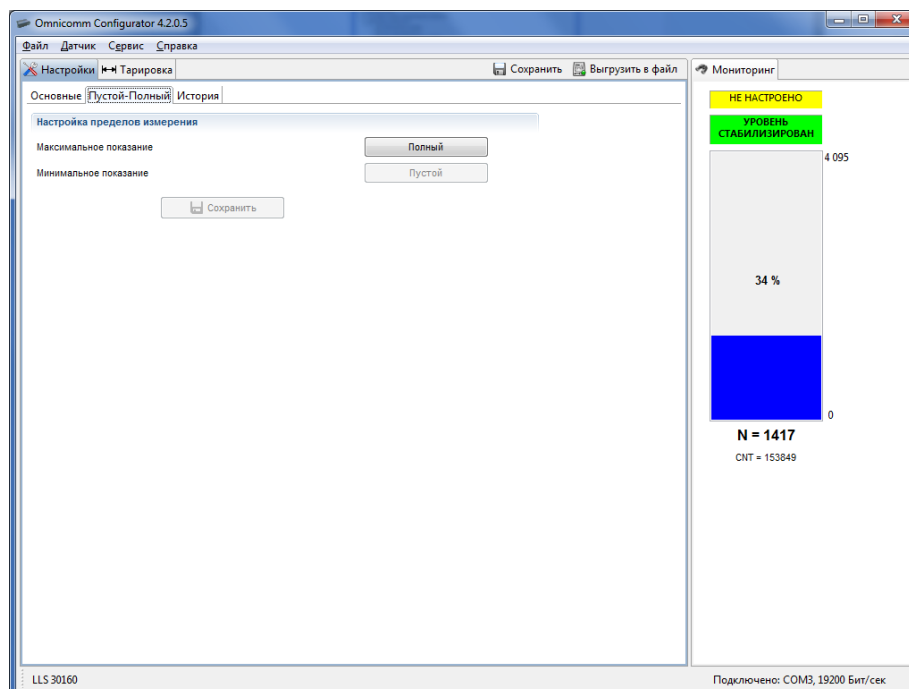 Omnicomm Configurator 4.2.0.5
Файл Датчик Сервис Справка
Настройки Тарировка Сохранить Выгрузить в файл Мониторинг
Основные Пустой-Полный История
НЕ НАСТРОЕНО
Настройка пределов измерения
УРОВЕНЬ
СТАБИЛИЗИРОВАН
Максимальное показание Полный
4 095
Минимальное показание Пустой
Сохранить
34 %
0
N = 1417
CNT = 153849
LLS 30160 Подключено: COM3, 19200 Бит/сек